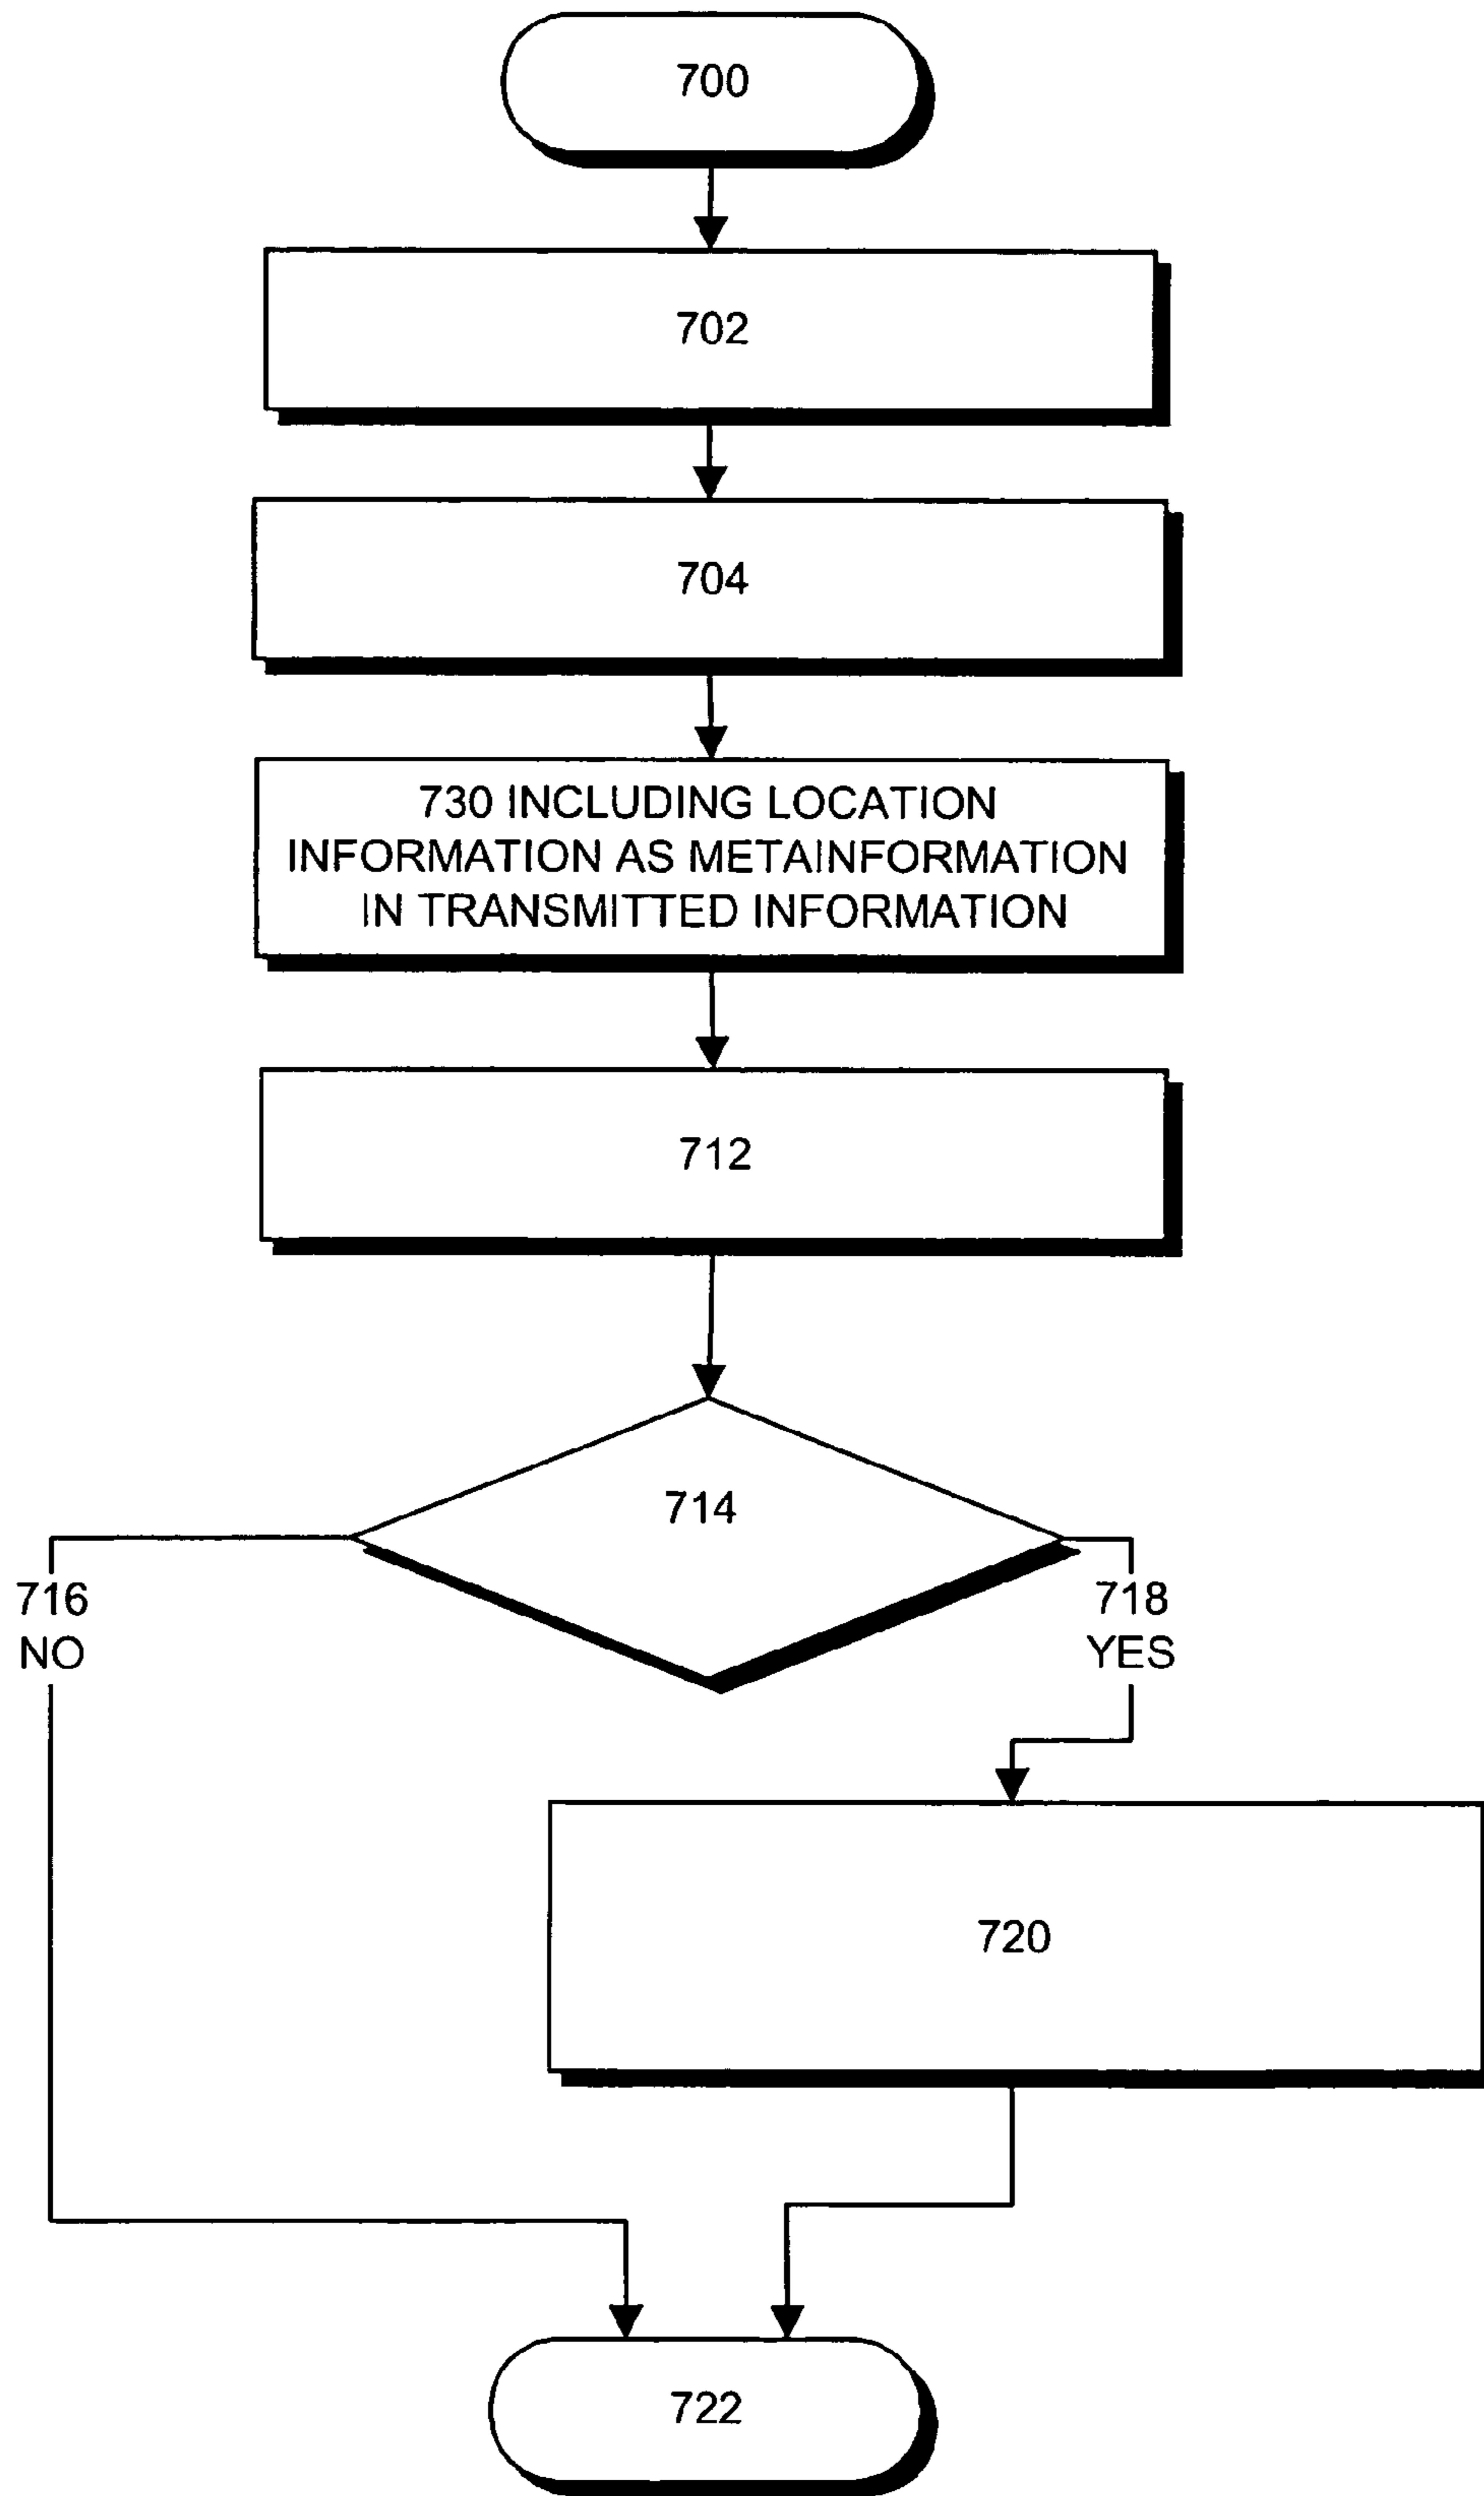 700
702
704
730 INCLUDING LOCATION
INFORMATION AS METAINFORMATION
IN TRANSMITTED INFORMATION
712
714
716
NO
718
YES
720
722